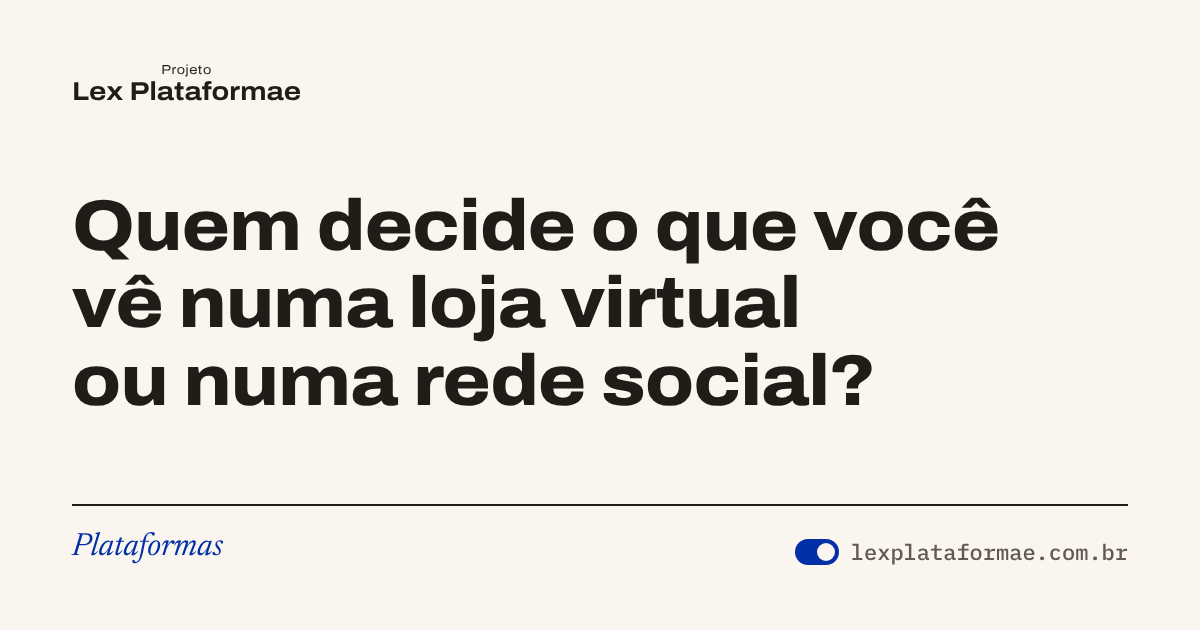 Projeto
Lex Plataformae
Quem decide o que você
vê numa loja virtual
ou numa rede social?
Plataformas
lexplataformae.com.br